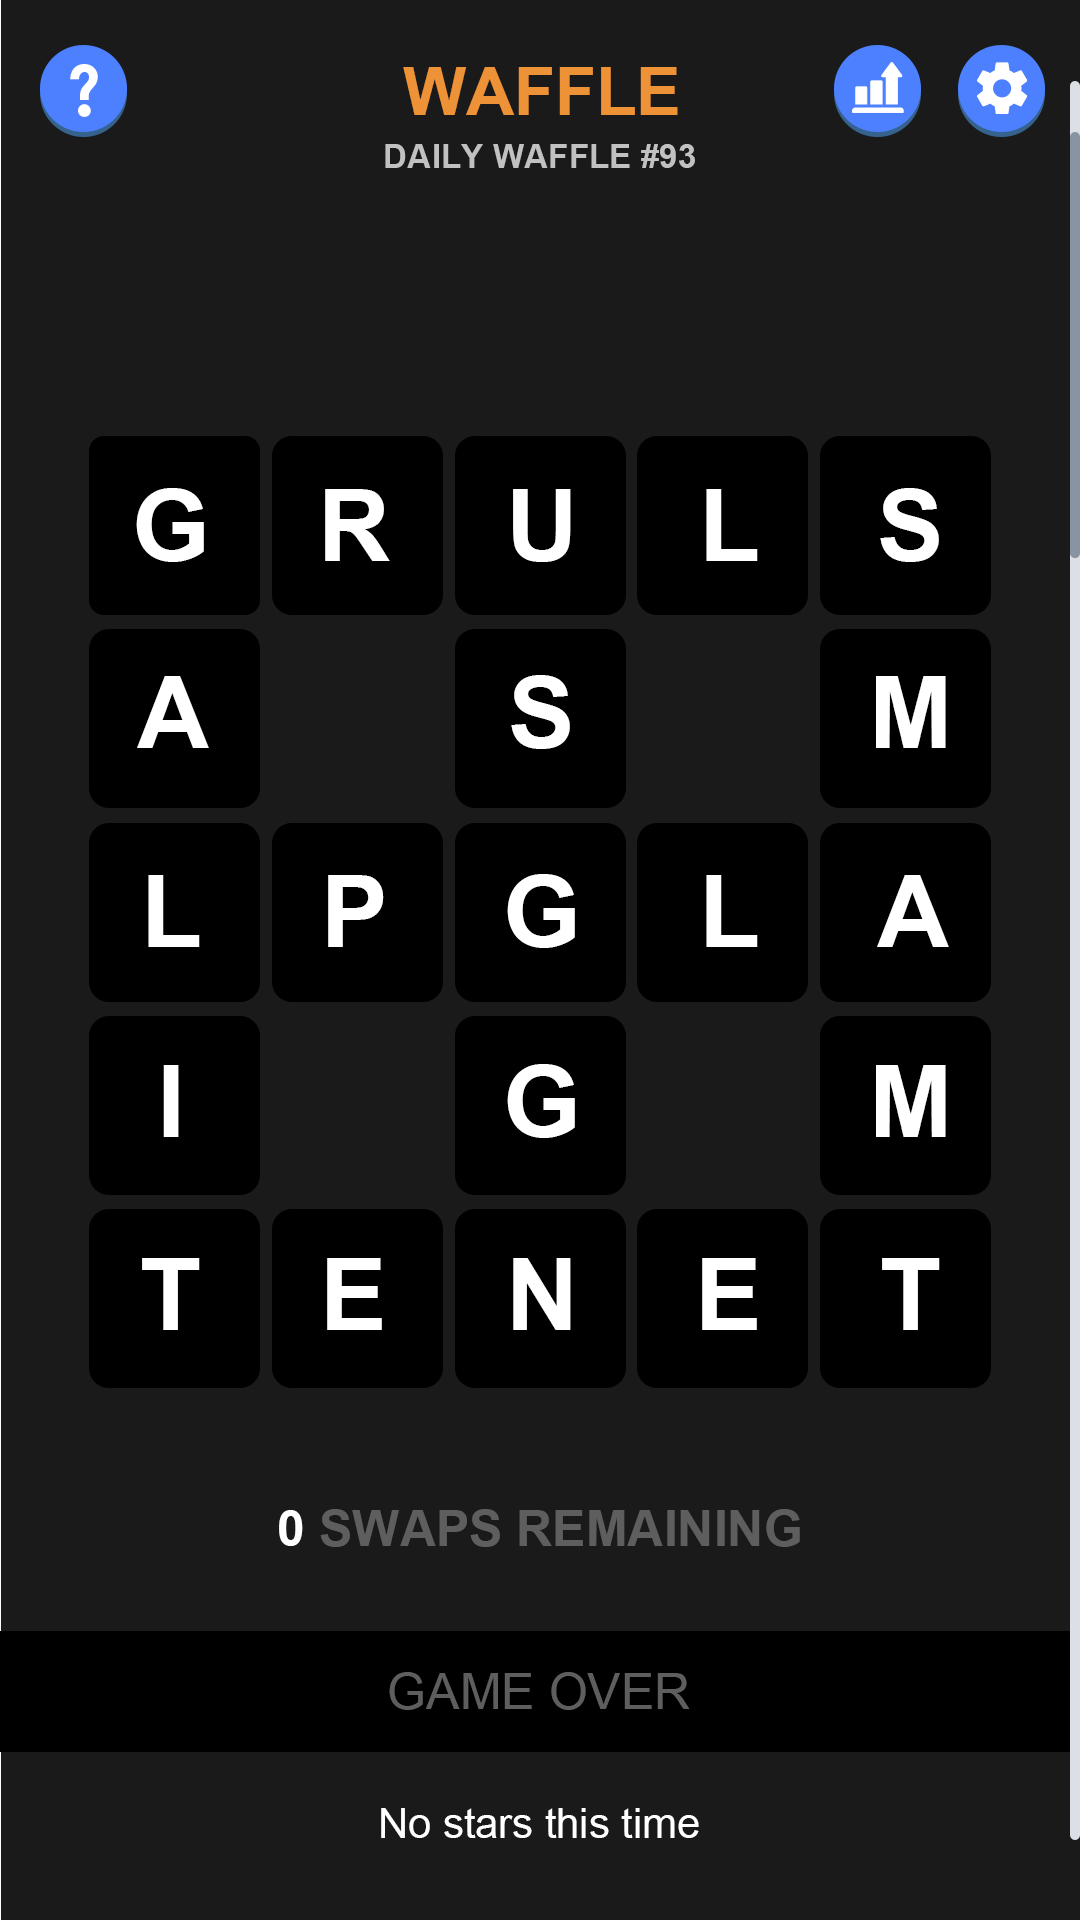 ?
WAFFLE
DAILY WAFFLE #93
G R U L S
A S M
L P G L A
I G M
T E N E T
0 SWAPS REMAINING
GAME OVER
No stars this time